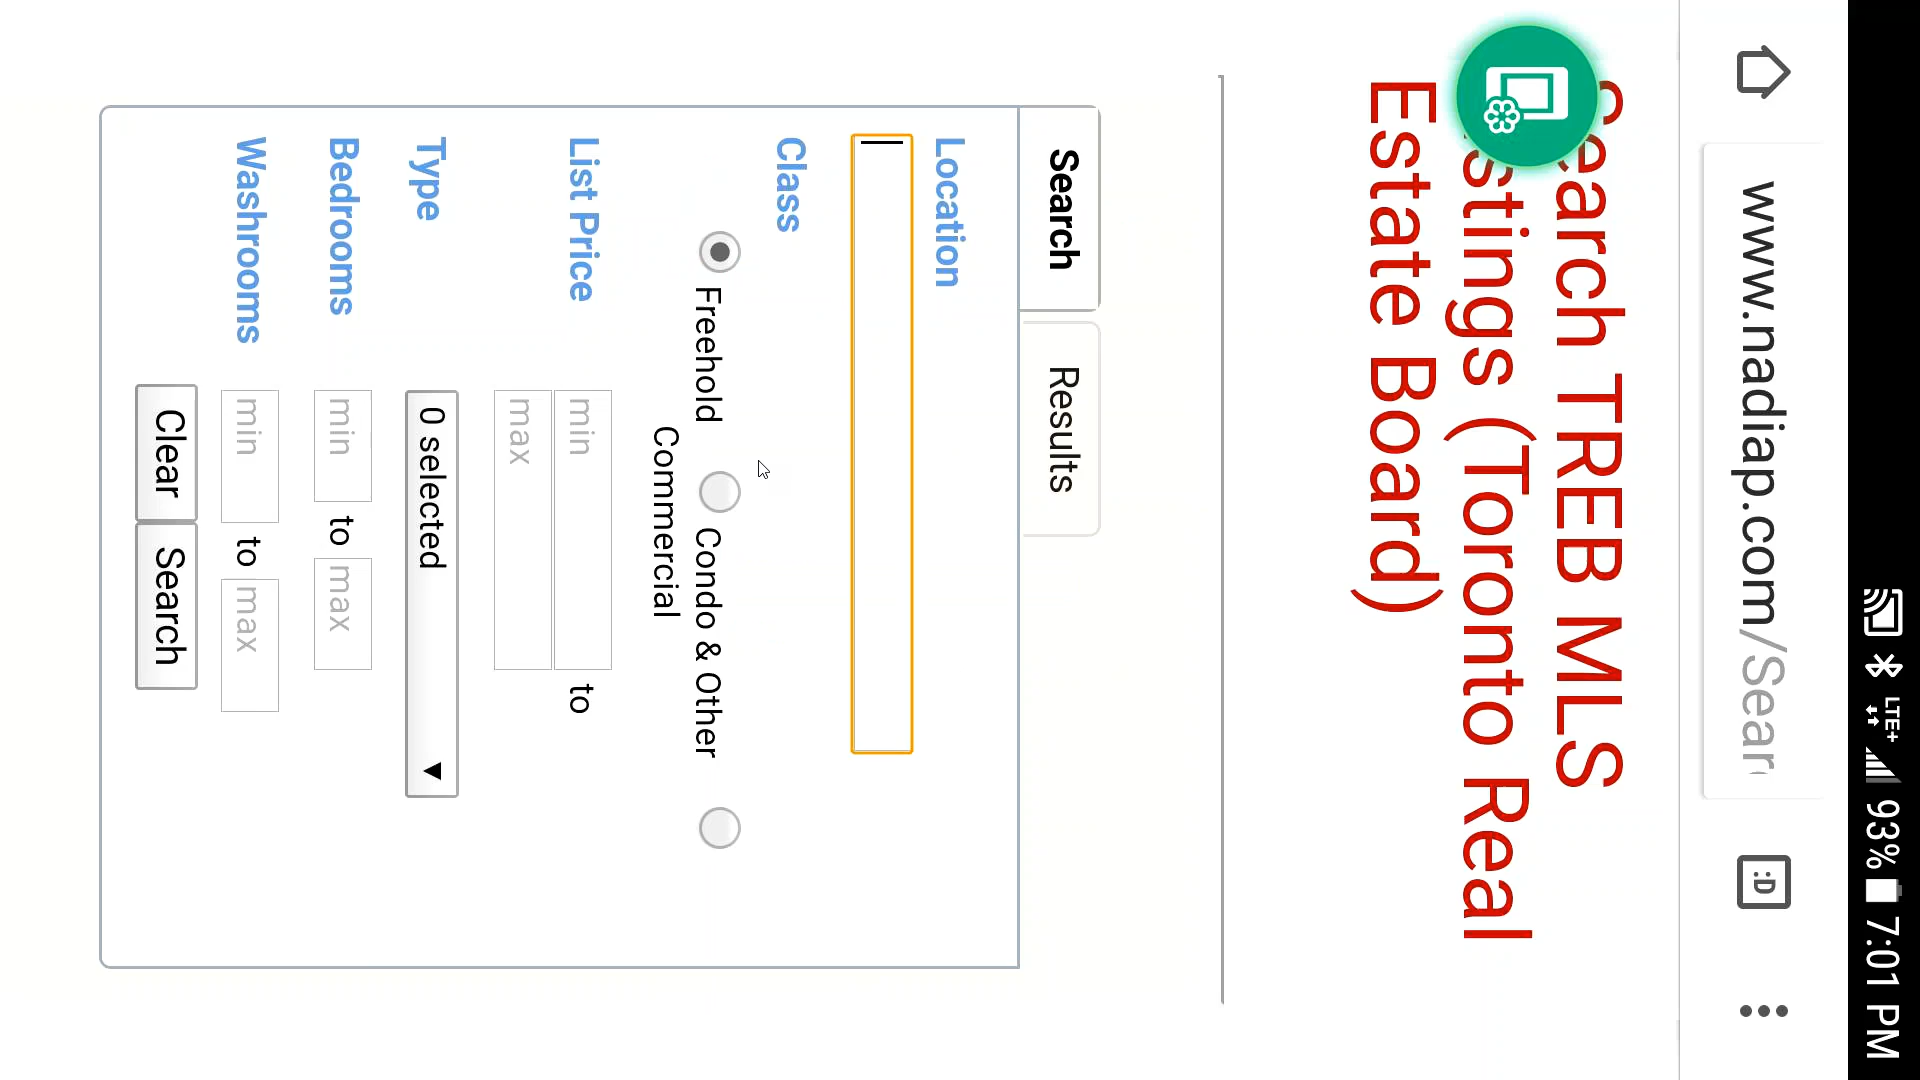 LTE+ 93% 7:01 PM
www.nadiap.com/Sear
:D
Search TREB MLS
Listings (Toronto Real
Estate Board)
Search Results
Location
Class
Freehold Condo & Other
Commercial
List Price min to
max
Type 0 selected
Bedrooms min to max
Washrooms min to max
Clear Search